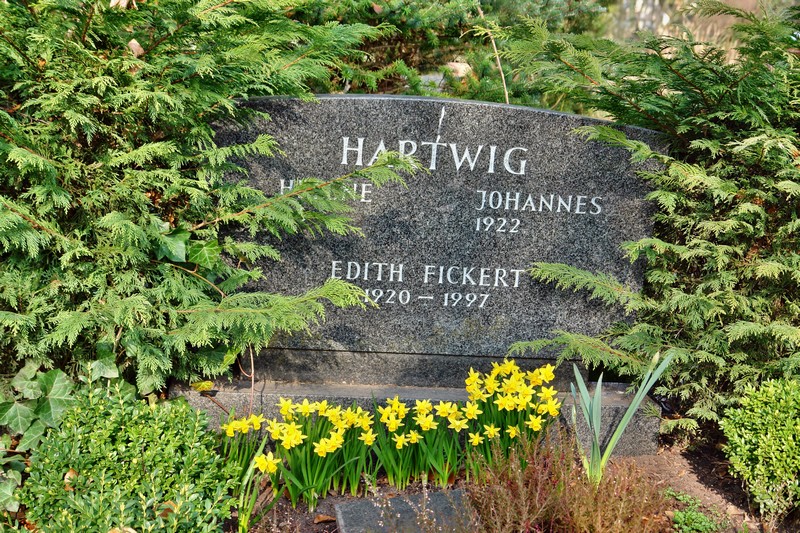 HARTWIG
JOHANNES
1922
EDITH FICKERT
1920 – 1997